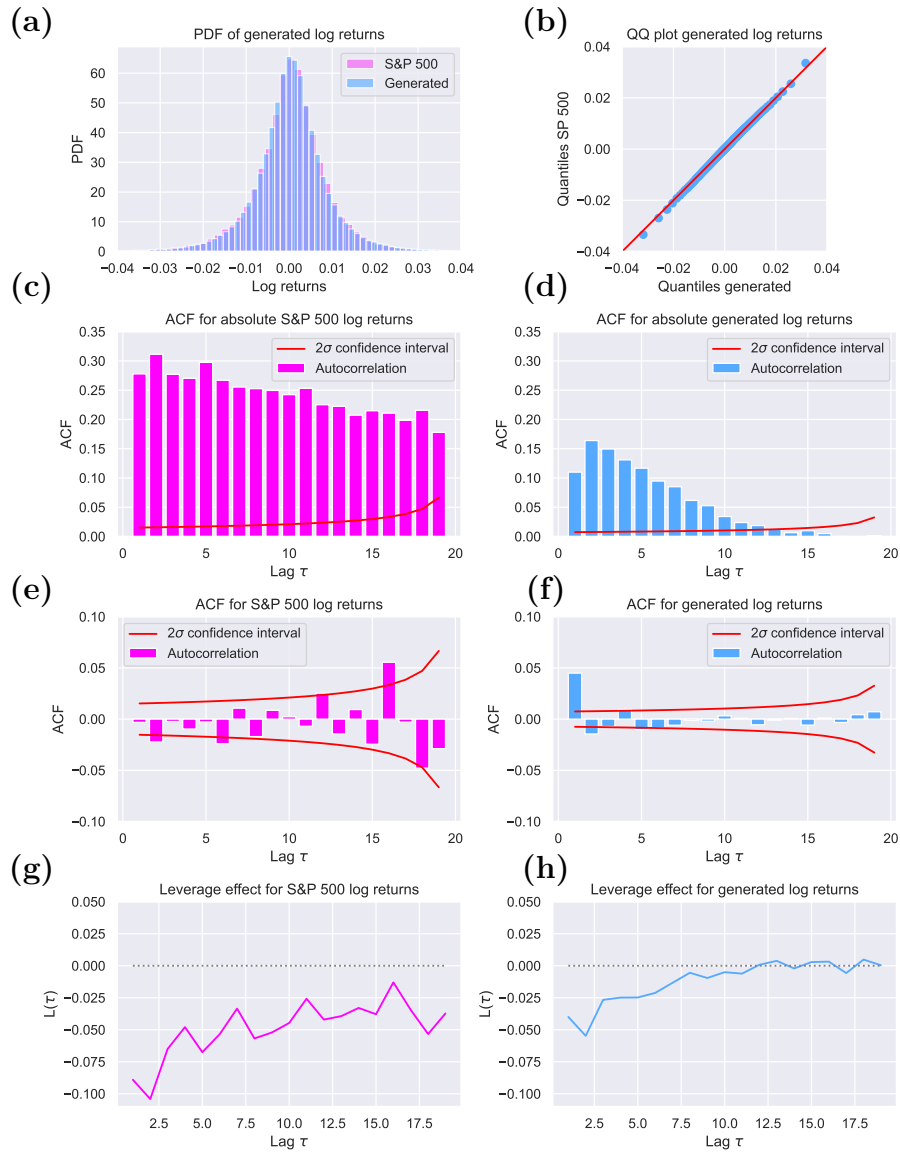 (a)
PDF of generated log returns
S&P 500
Generated
PDF
60
50
40
30
20
10
0
−0.04 −0.03 −0.02 −0.01 0.00 0.01 0.02 0.03 0.04
Log returns
(b)
QQ plot generated log returns
Quantiles SP 500
0.04
0.02
0.00
−0.02
−0.04
−0.04 −0.02 0.00 0.02 0.04
Quantiles generated
(c)
ACF for absolute S&P 500 log returns
2σ confidence interval
Autocorrelation
ACF
0.35
0.30
0.25
0.20
0.15
0.10
0.05
0.00
0 5 10 15 20
Lag τ
(d)
ACF for absolute generated log returns
2σ confidence interval
Autocorrelation
ACF
0.35
0.30
0.25
0.20
0.15
0.10
0.05
0.00
0 5 10 15 20
Lag τ
(e)
ACF for S&P 500 log returns
2σ confidence interval
Autocorrelation
ACF
0.10
0.05
0.00
−0.05
−0.10
0 5 10 15 20
Lag τ
(f)
ACF for generated log returns
2σ confidence interval
Autocorrelation
ACF
0.10
0.05
0.00
−0.05
−0.10
0 5 10 15 20
Lag τ
(g)
Leverage effect for S&P 500 log returns
L(τ)
0.050
0.025
0.000
−0.025
−0.050
−0.075
−0.100
2.5 5.0 7.5 10.0 12.5 15.0 17.5
Lag τ
(h)
Leverage effect for generated log returns
L(τ)
0.050
0.025
0.000
−0.025
−0.050
−0.075
−0.100
2.5 5.0 7.5 10.0 12.5 15.0 17.5
Lag τ